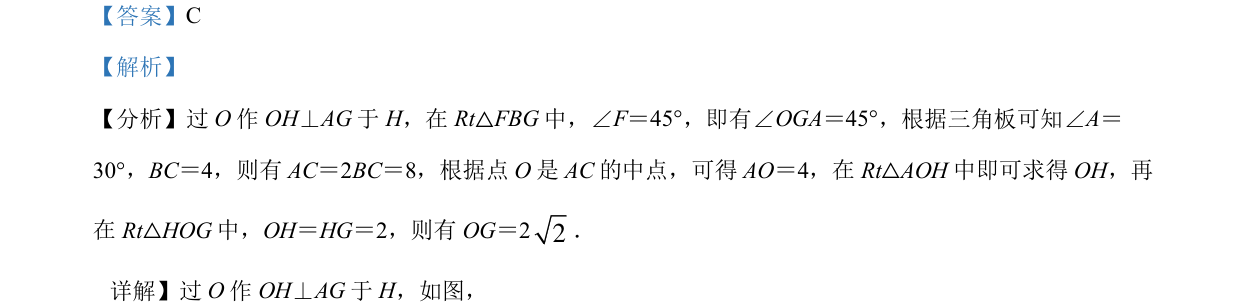 【答案】C
【解析】
【分析】过 O 作 OH⊥AG 于 H，在 Rt△FBG 中，∠F＝45°，即有∠OGA＝45°，根据三角板可知∠A＝
30°，BC＝4，则有 AC＝2BC＝8，根据点 O 是 AC 的中点，可得 AO＝4，在 Rt△AOH 中即可求得 OH，再
在 Rt△HOG 中，OH＝HG＝2，则有 OG＝2√2．
详解】过 O 作 OH⊥AG 于 H，如图，